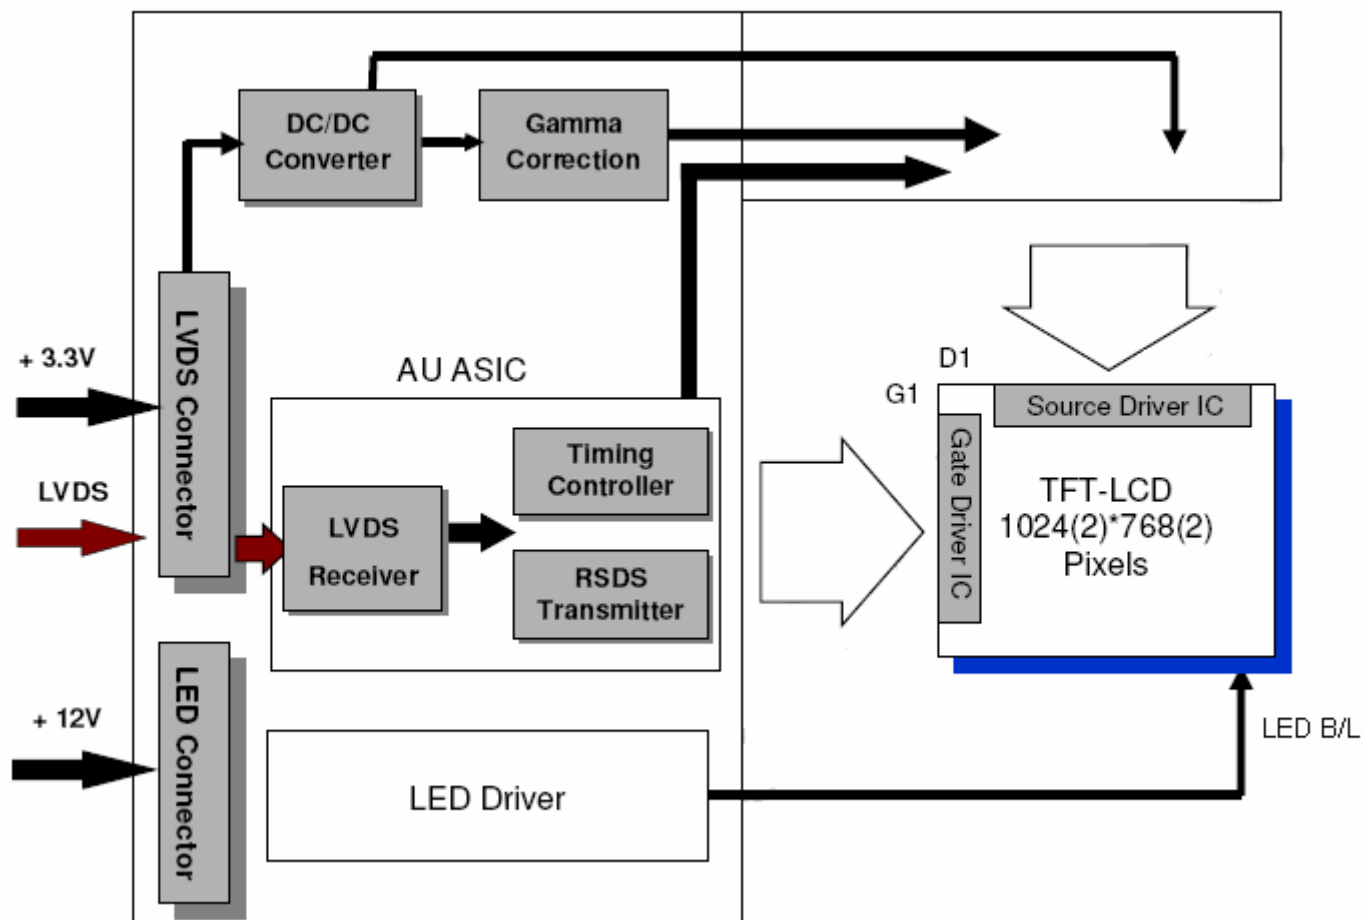 DC/DC
Converter
Gamma
Correction
+ 3.3V
LVDS Connector
LVDS
AU ASIC
LVDS
Receiver
Timing
Controller
RSDS
Transmitter
D1
G1
Source Driver IC
Gate Driver IC
TFT-LCD
1024(2)*768(2)
Pixels
+ 12V
LED Connector
LED Driver
LED B/L